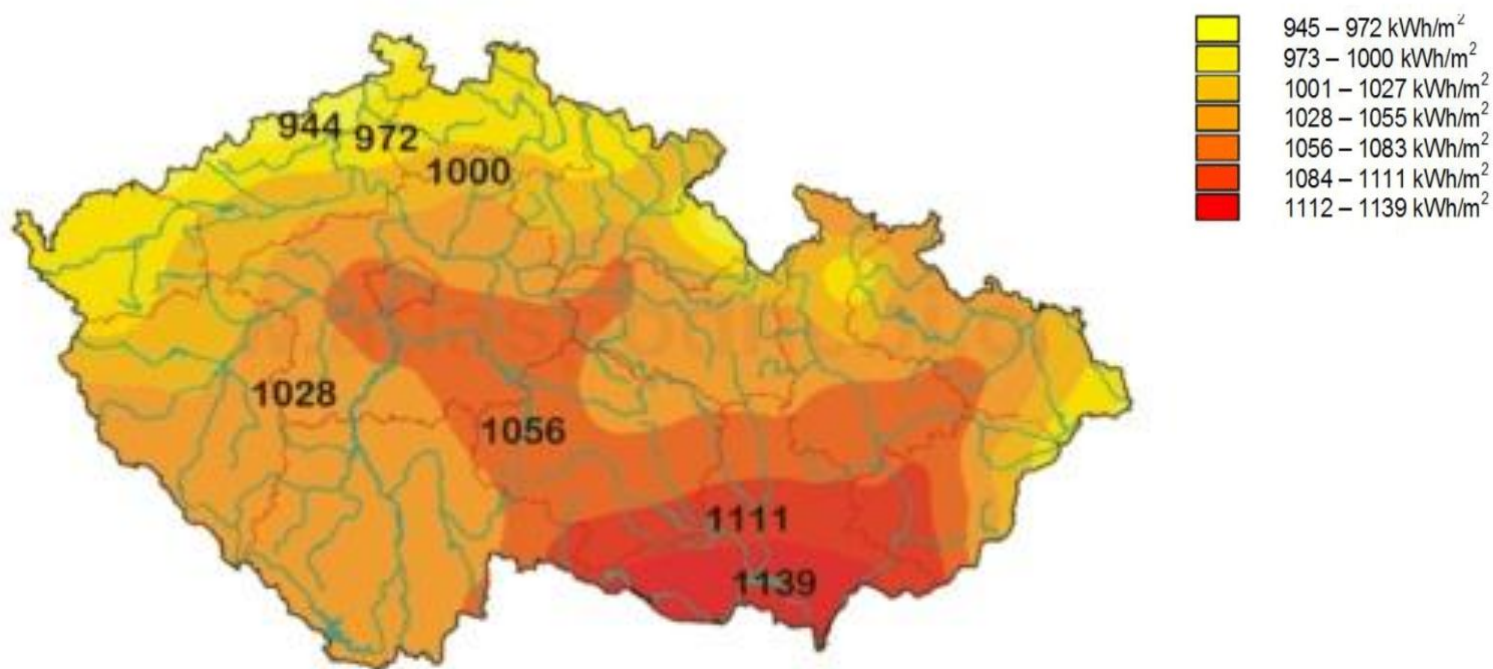 945 – 972 kWh/m²
973 – 1000 kWh/m²
1001 – 1027 kWh/m²
1028 – 1055 kWh/m²
1056 – 1083 kWh/m²
1084 – 1111 kWh/m²
1112 – 1139 kWh/m²
944
972
1000
1028
1056
1111
1139